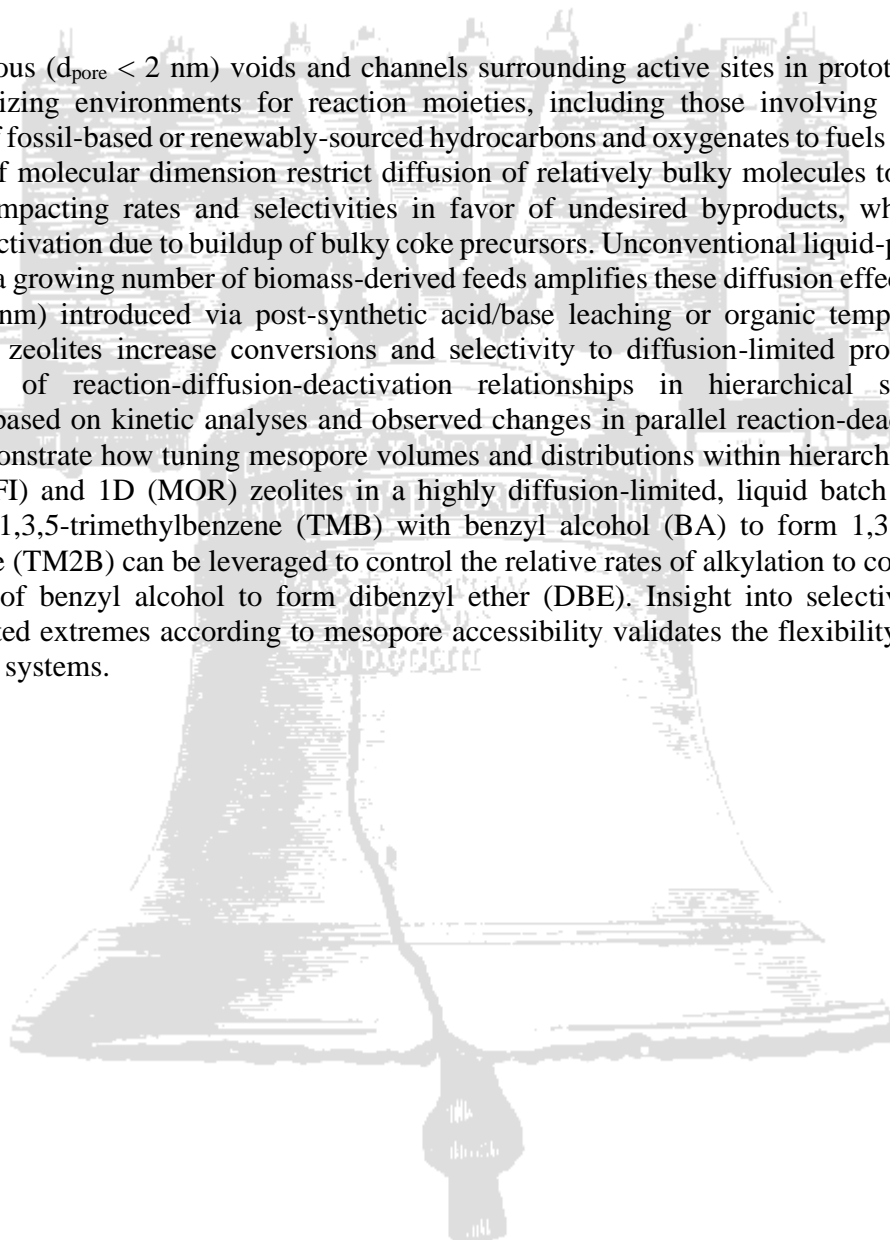 ous (dpore < 2 nm) voids and channels surrounding active sites in protot
izing environments for reaction moieties, including those involving
fossil-based or renewably-sourced hydrocarbons and oxygenates to fuels
f molecular dimension restrict diffusion of relatively bulky molecules to
mpacting rates and selectivities in favor of undesired byproducts, wh
ctivation due to buildup of bulky coke precursors. Unconventional liquid-p
a growing number of biomass-derived feeds amplifies these diffusion effec
nm) introduced via post-synthetic acid/base leaching or organic temp
zeolites increase conversions and selectivity to diffusion-limited pro
of reaction-diffusion-deactivation relationships in hierarchical s
based on kinetic analyses and observed changes in parallel reaction-dea
onstrate how tuning mesopore volumes and distributions within hierarch
FI) and 1D (MOR) zeolites in a highly diffusion-limited, liquid batch
1,3,5-trimethylbenzene (TMB) with benzyl alcohol (BA) to form 1,3
e (TM2B) can be leveraged to control the relative rates of alkylation to co
of benzyl alcohol to form dibenzyl ether (DBE). Insight into selectiv
ted extremes according to mesopore accessibility validates the flexibility
systems.